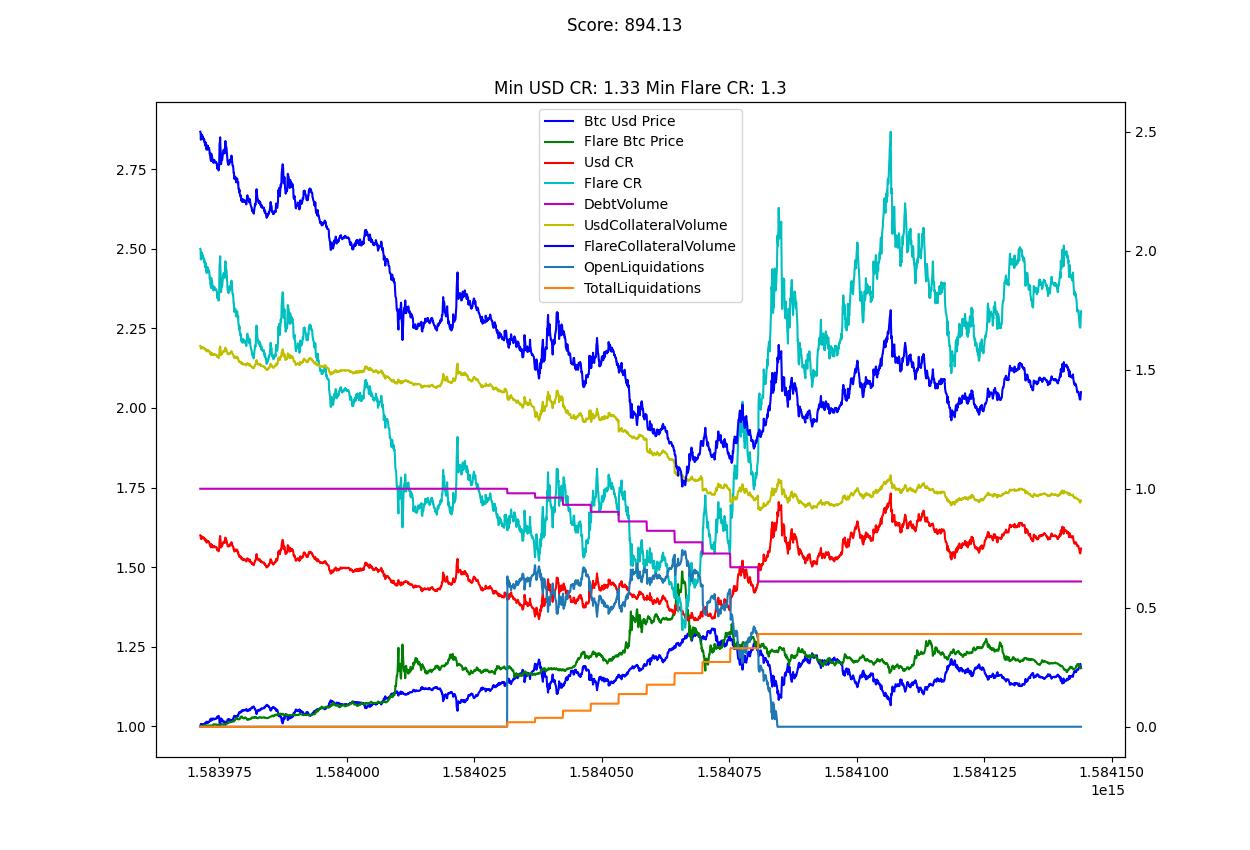 Score: 894.13
Min USD CR: 1.33 Min Flare CR: 1.3
Btc Usd Price
Flare Btc Price
Usd CR
Flare CR
DebtVolume
UsdCollateralVolume
FlareCollateralVolume
OpenLiquidations
TotalLiquidations
2.75
2.50
2.25
2.00
1.75
1.50
1.25
1.00
2.5
2.0
1.5
1.0
0.5
0.0
1.583975 1.584000 1.584025 1.584050 1.584075 1.584100 1.584125 1.584150
1e15